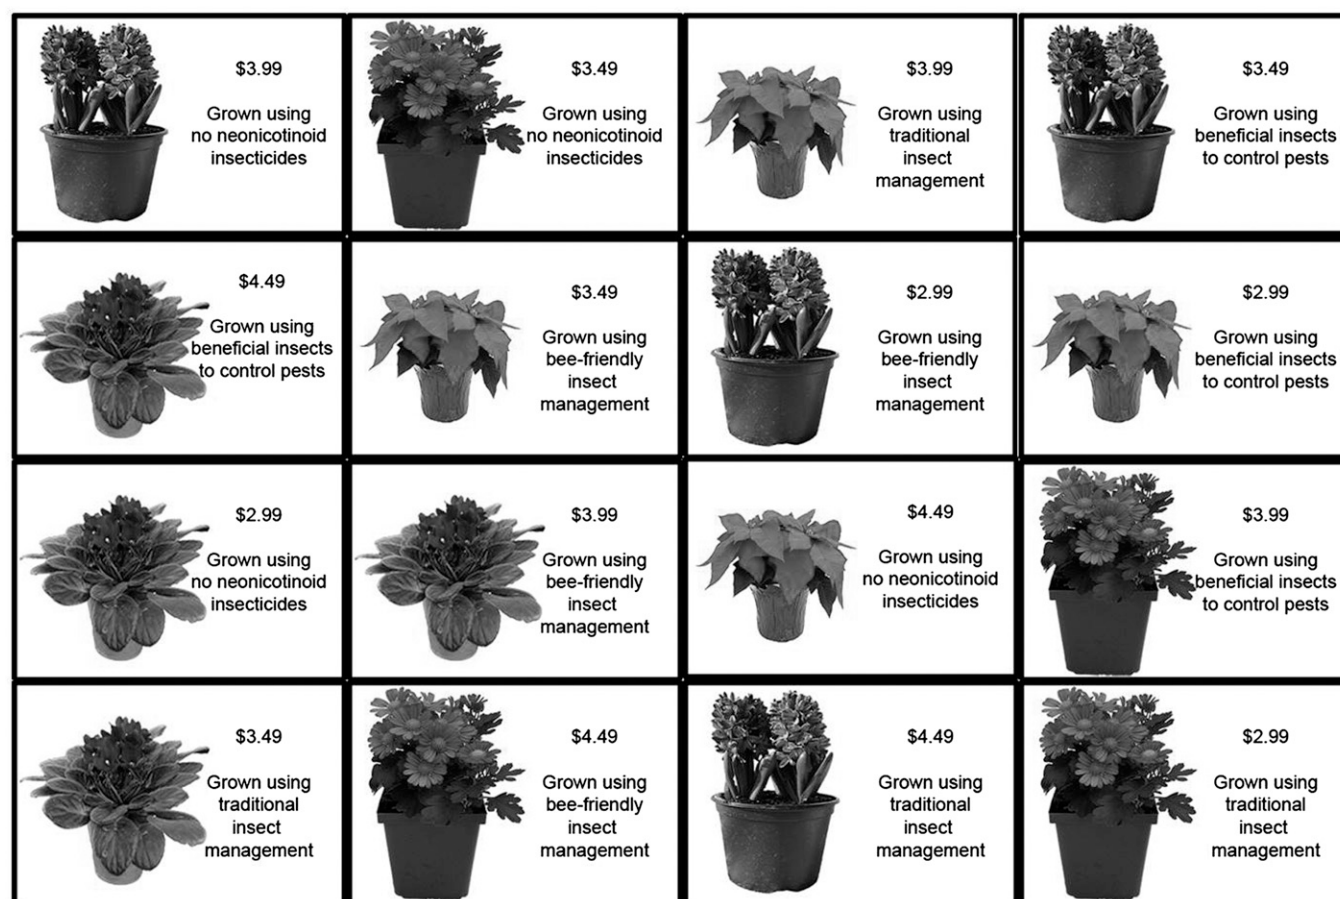 $3.99
Grown using
no neonicotinoid
insecticides
$3.49
Grown using
no neonicotinoid
insecticides
$3.99
Grown using
traditional
insect
management
$3.49
Grown using
beneficial insects
to control pests
$4.49
Grown using
beneficial insects
to control pests
$3.49
Grown using
bee-friendly
insect
management
$2.99
Grown using
bee-friendly
insect
management
$2.99
Grown using
beneficial insects
to control pests
$2.99
Grown using
no neonicotinoid
insecticides
$3.99
Grown using
bee-friendly
insect
management
$4.49
Grown using
no neonicotinoid
insecticides
$3.99
Grown using
beneficial insects
to control pests
$3.49
Grown using
traditional
insect
management
$4.49
Grown using
bee-friendly
insect
management
$4.49
Grown using
traditional
insect
management
$2.99
Grown using
traditional
insect
management